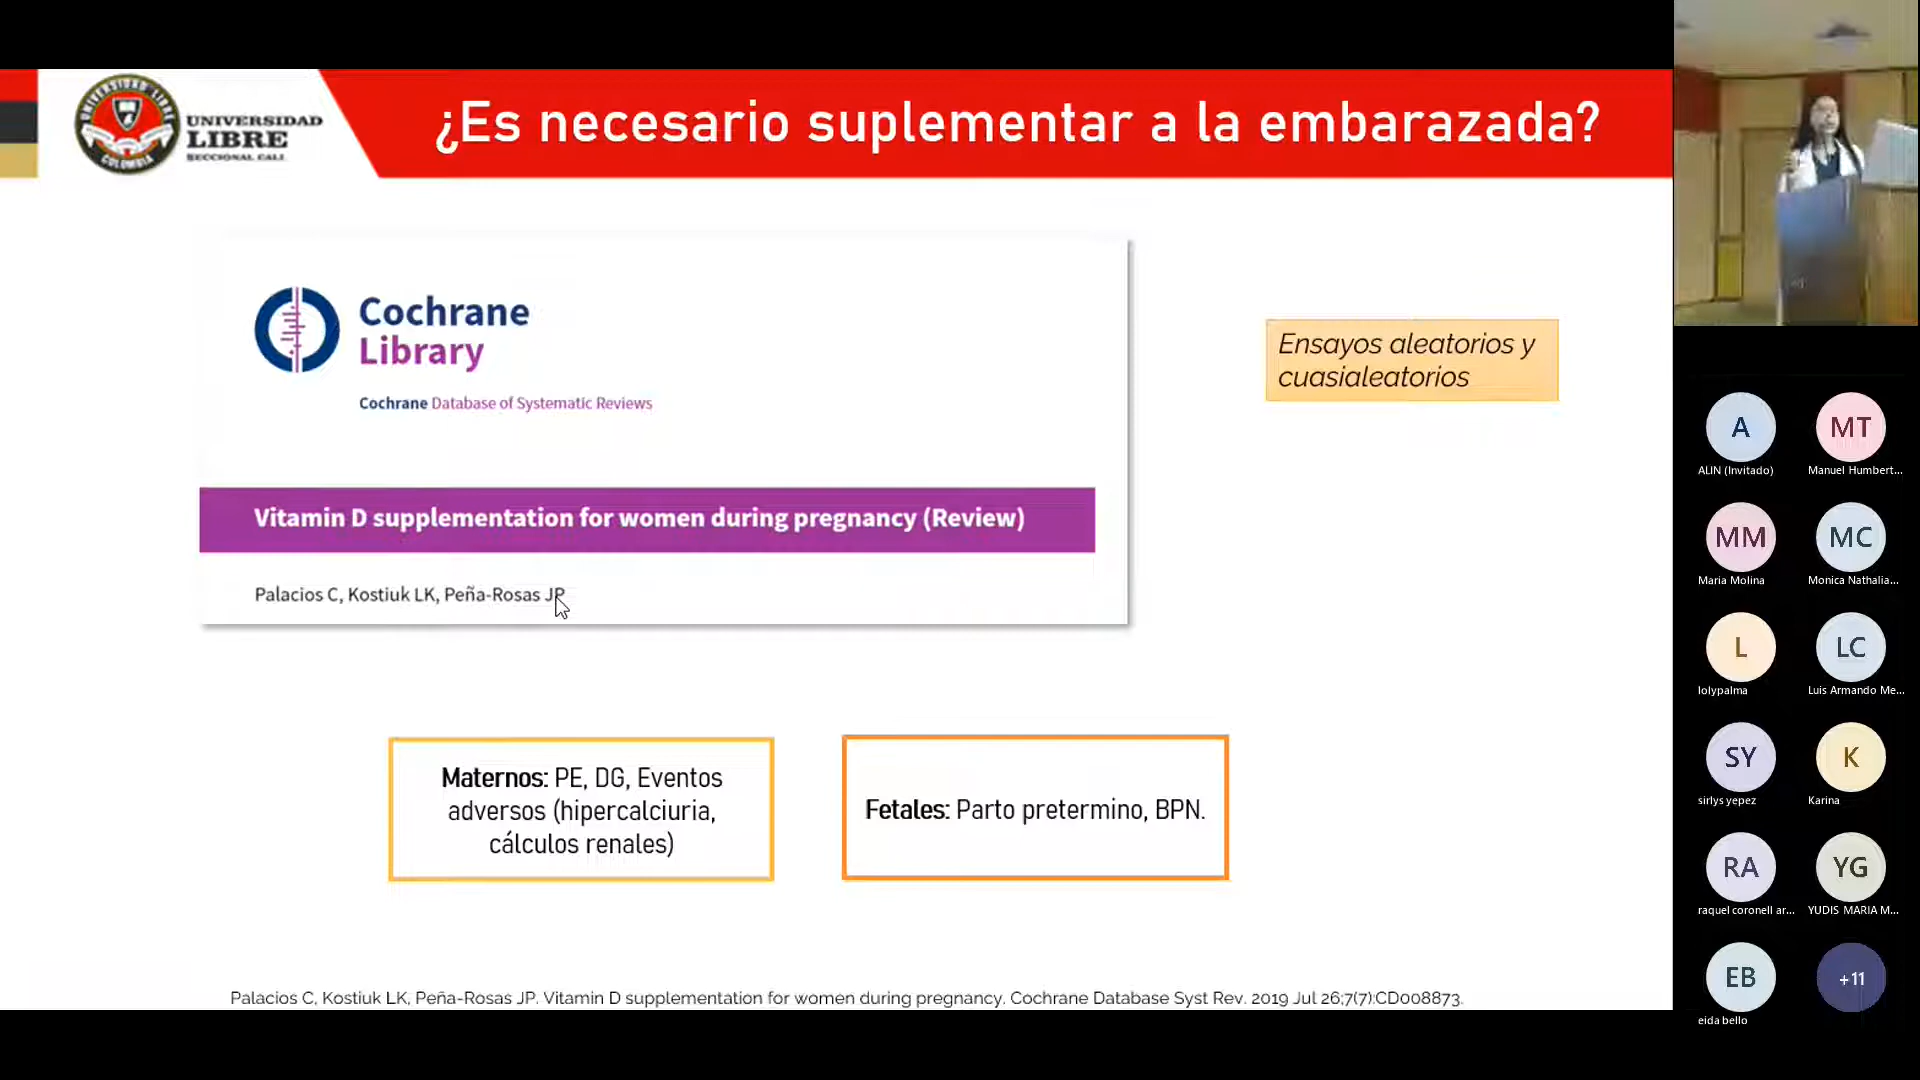 UNIVERSIDAD LIBRE
COLOMBIA
UNIVERSIDAD
LIBRE
SECCIONAL CALI
¿Es necesario suplementar a la embarazada?
Cochrane
Library
Cochrane Database of Systematic Reviews
Ensayos aleatorios y
cuasialeatorios
Vitamin D supplementation for women during pregnancy (Review)
Palacios C, Kostiuk LK, Peña-Rosas JP
Maternos: PE, DG, Eventos
adversos (hipercalciuria,
cálculos renales)
Fetales: Parto pretermino, BPN.
Palacios C, Kostiuk LK, Peña-Rosas JP. Vitamin D supplementation for women during pregnancy. Cochrane Database Syst Rev. 2019 Jul 26;7(7):CD008873.
A
ALIN (Invitado)
MT
Manuel Humbert...
MM
Maria Molina
MC
Monica Nathalia...
L
lolypalma
LC
Luis Armando Me...
SY
sirlys yepez
K
Karina
RA
raquel coronell ar...
YG
YUDIS MARIA M...
EB
eida bello
+11